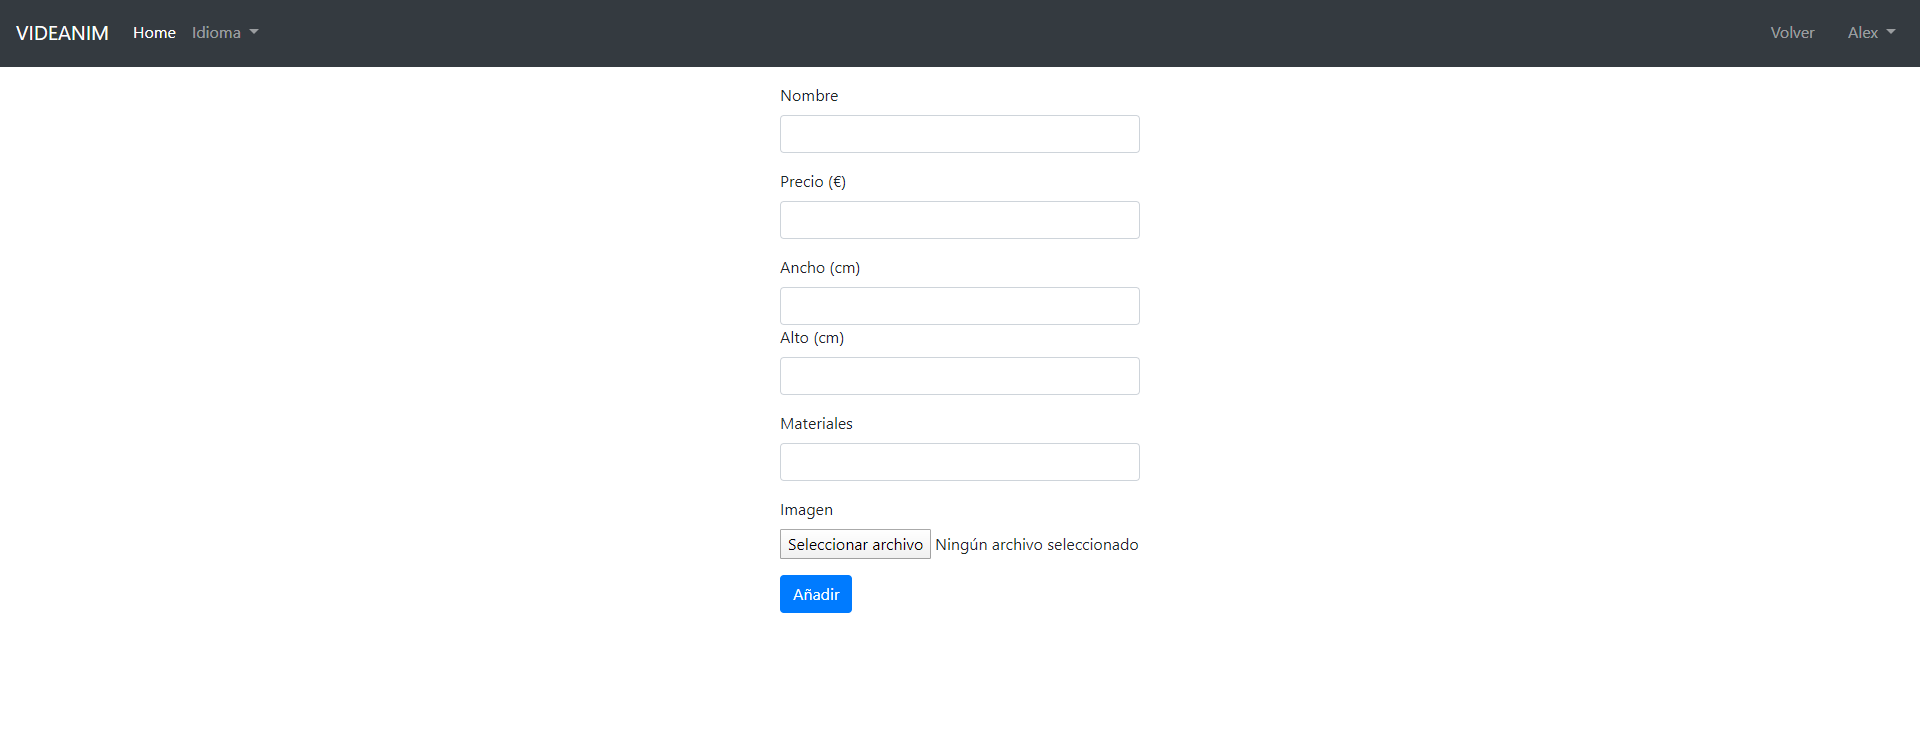 VIDEANIM Home Idioma Volver Alex
Nombre
Precio (€)
Ancho (cm)
Alto (cm)
Materiales
Imagen
Seleccionar archivo Ningún archivo seleccionado
Añadir